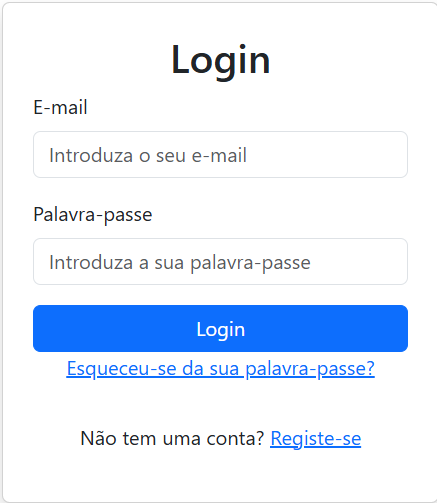 Login
E-mail
Introduza o seu e-mail
Palavra-passe
Introduza a sua palavra-passe
Login
Esqueceu-se da sua palavra-passe?
Não tem uma conta? Registe-se